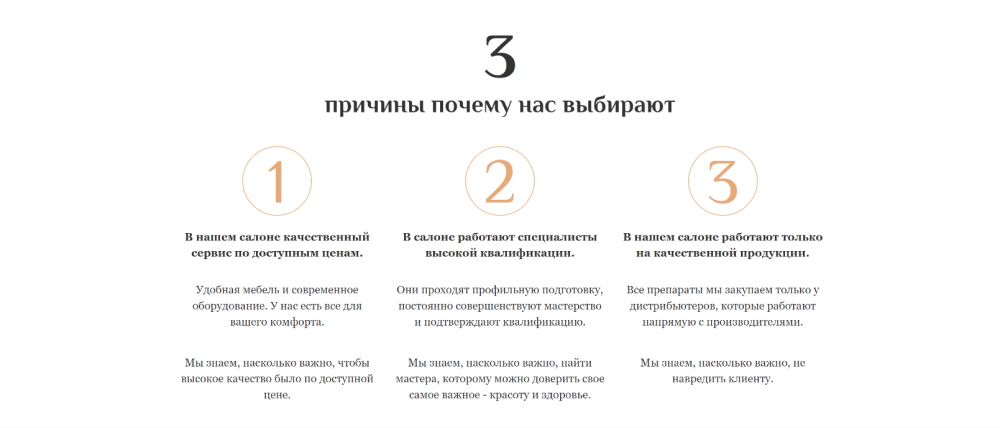 3
причины почему нас выбирают
1
В нашем салоне качественный
сервис по доступным ценам.
Удобная мебель и современное
оборудование. У нас есть все для
вашего комфорта.
Мы знаем, насколько важно, чтобы
высокое качество было по доступной
цене.
2
В салоне работают специалисты
высокой квалификации.
Они проходят профильную подготовку,
постоянно совершенствуют мастерство
и подтверждают квалификацию.
Мы знаем, насколько важно, найти
мастера, которому можно доверить свое
самое важное - красоту и здоровье.
3
В нашем салоне работают только
на качественной продукции.
Все препараты мы закупаем только у
дистрибьютеров, которые работают
напрямую с производителями.
Мы знаем, насколько важно, не
навредить клиенту.